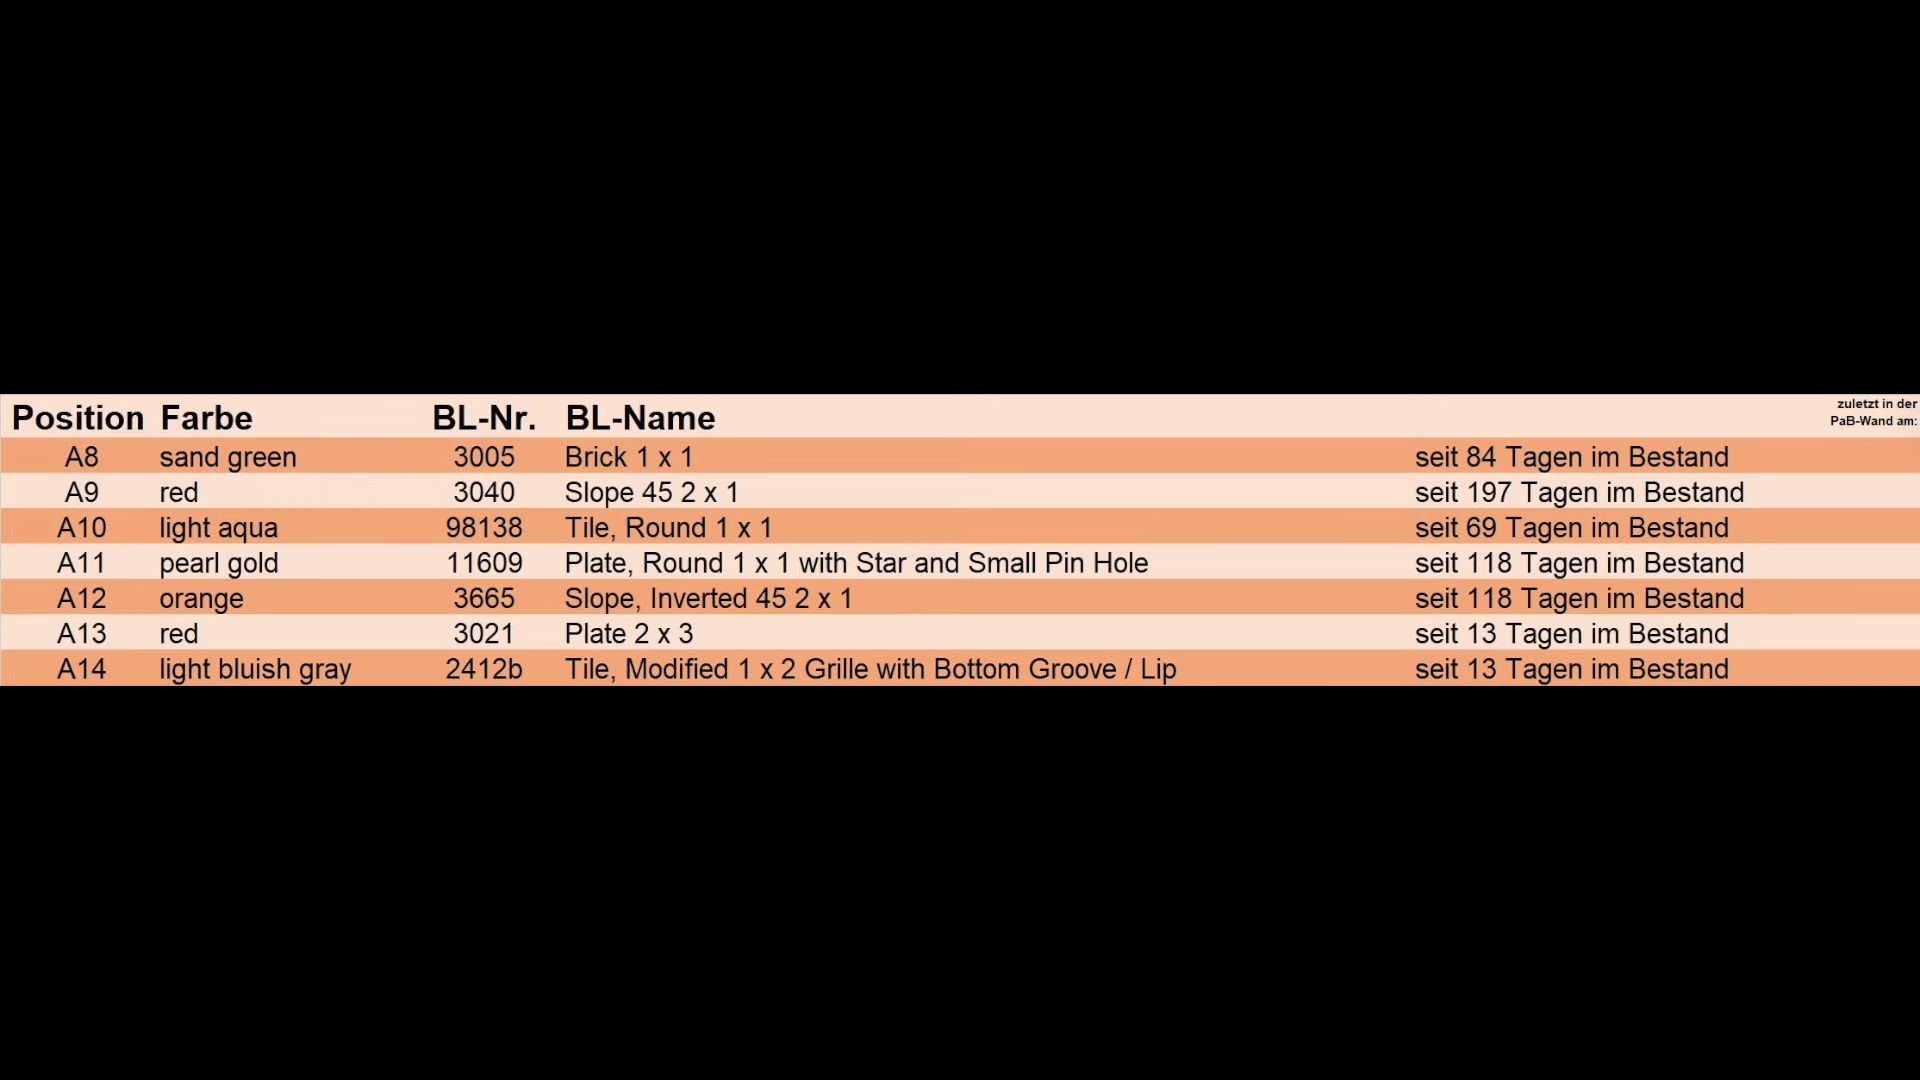 Position Farbe BL-Nr. BL-Name zuletzt in der
PaB-Wand am:
A8 sand green 3005 Brick 1 x 1 seit 84 Tagen im Bestand
A9 red 3040 Slope 45 2 x 1 seit 197 Tagen im Bestand
A10 light aqua 98138 Tile, Round 1 x 1 seit 69 Tagen im Bestand
A11 pearl gold 11609 Plate, Round 1 x 1 with Star and Small Pin Hole seit 118 Tagen im Bestand
A12 orange 3665 Slope, Inverted 45 2 x 1 seit 118 Tagen im Bestand
A13 red 3021 Plate 2 x 3 seit 13 Tagen im Bestand
A14 light bluish gray 2412b Tile, Modified 1 x 2 Grille with Bottom Groove / Lip seit 13 Tagen im Bestand